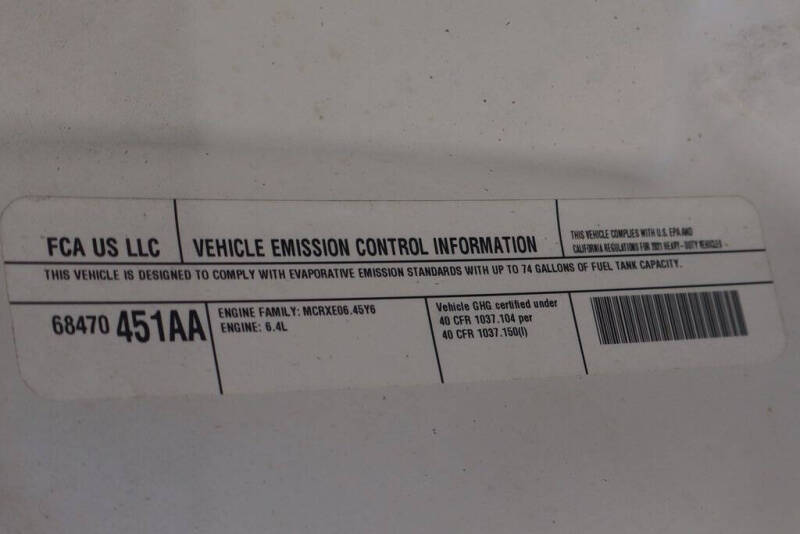 FCA US LLC
VEHICLE EMISSION CONTROL INFORMATION
THIS VEHICLE COMPLIES WITH U.S. EPA AND
CALIFORNIA REGULATIONS FOR 2021 HEAVY-DUTY VEHICLES
THIS VEHICLE IS DESIGNED TO COMPLY WITH EVAPORATIVE EMISSION STANDARDS WITH UP TO 74 GALLONS OF FUEL TANK CAPACITY.
68470 451AA
ENGINE FAMILY: MCRXE06.45Y6
ENGINE: 6.4L
Vehicle GHG certified under
40 CFR 1037.104 per
40 CFR 1037.150(l)